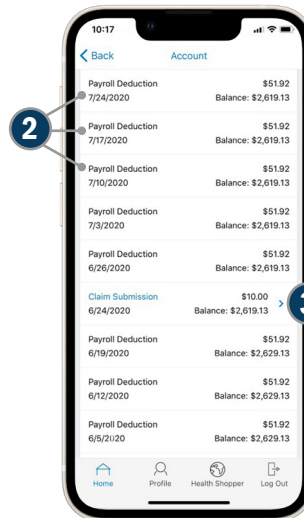 10:17
Back Account
Payroll Deduction $51.92
7/24/2020 Balance: $2,619.13
2
Payroll Deduction $51.92
7/17/2020 Balance: $2,619.13
Payroll Deduction $51.92
7/10/2020 Balance: $2,619.13
Payroll Deduction $51.92
7/3/2020 Balance: $2,619.13
Payroll Deduction $51.92
6/26/2020 Balance: $2,619.13
Claim Submission $10.00
6/24/2020 Balance: $2,619.13
3
Payroll Deduction $51.92
6/19/2020 Balance: $2,629.13
Payroll Deduction $51.92
6/12/2020 Balance: $2,629.13
Payroll Deduction $51.92
6/5/2020 Balance: $2,629.13
Home Profile Health Shopper Log Out